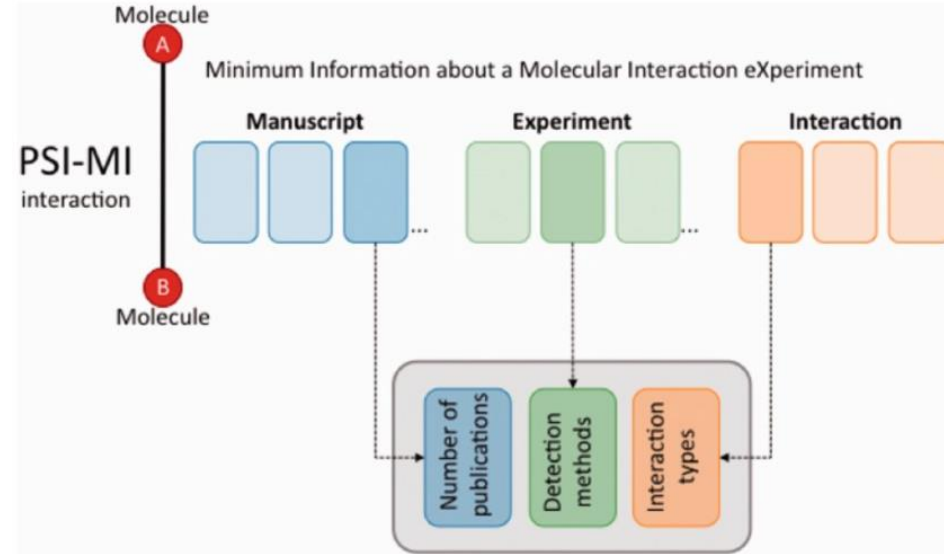 Molecule
A
Minimum Information about a Molecular Interaction eXperiment
Manuscript
Experiment
Interaction
PSI-MI
interaction
...
...
B
Molecule
Number of
publications
Detection
methods
Interaction
types